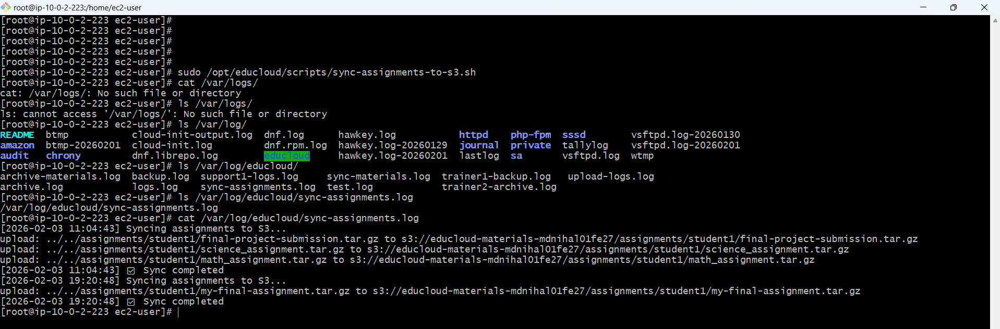 root@ip-10-0-2-223:/home/ec2-user
[root@ip-10-0-2-223 ec2-user]#
[root@ip-10-0-2-223 ec2-user]#
[root@ip-10-0-2-223 ec2-user]#
[root@ip-10-0-2-223 ec2-user]#
[root@ip-10-0-2-223 ec2-user]#
[root@ip-10-0-2-223 ec2-user]# sudo /opt/educloud/scripts/sync-assignments-to-s3.sh
[root@ip-10-0-2-223 ec2-user]# cat /var/logs/
cat: /var/logs/: No such file or directory
[root@ip-10-0-2-223 ec2-user]# ls /var/logs/
ls: cannot access '/var/logs/': No such file or directory
[root@ip-10-0-2-223 ec2-user]# ls /var/log/
README  btmp           cloud-init-output.log  dnf.log      hawkey.log           httpd    php-fpm  sssd        vsftpd.log-20260130
amazon  btmp-20260201  cloud-init.log         dnf.rpm.log  hawkey.log-20260129  journal  private  tallylog    vsftpd.log-20260201
audit   chrony         dnf.librepo.log        educloud     hawkey.log-20260201  lastlog  sa       vsftpd.log  wtmp
[root@ip-10-0-2-223 ec2-user]# ls /var/log/educloud/
archive-materials.log  backup.log  support1-logs.log     sync-materials.log  trainer1-backup.log   upload-logs.log
archive.log            logs.log    sync-assignments.log  test.log            trainer2-archive.log
[root@ip-10-0-2-223 ec2-user]# ls /var/log/educloud/sync-assignments.log
/var/log/educloud/sync-assignments.log
[root@ip-10-0-2-223 ec2-user]# cat /var/log/educloud/sync-assignments.log
[2026-02-03 11:04:43] Syncing assignments to S3...
upload: ../../assignments/student1/final-project-submission.tar.gz to s3://educloud-materials-mdnihal01fe27/assignments/student1/final-project-submission.tar.gz
upload: ../../assignments/student1/science_assignment.tar.gz to s3://educloud-materials-mdnihal01fe27/assignments/student1/science_assignment.tar.gz
upload: ../../assignments/student1/math_assignment.tar.gz to s3://educloud-materials-mdnihal01fe27/assignments/student1/math_assignment.tar.gz
[2026-02-03 11:04:43] ☑ Sync completed
[2026-02-03 19:20:48] Syncing assignments to S3...
upload: ../../assignments/student1/my-final-assignment.tar.gz to s3://educloud-materials-mdnihal01fe27/assignments/student1/my-final-assignment.tar.gz
[2026-02-03 19:20:48] ☑ Sync completed
[root@ip-10-0-2-223 ec2-user]#